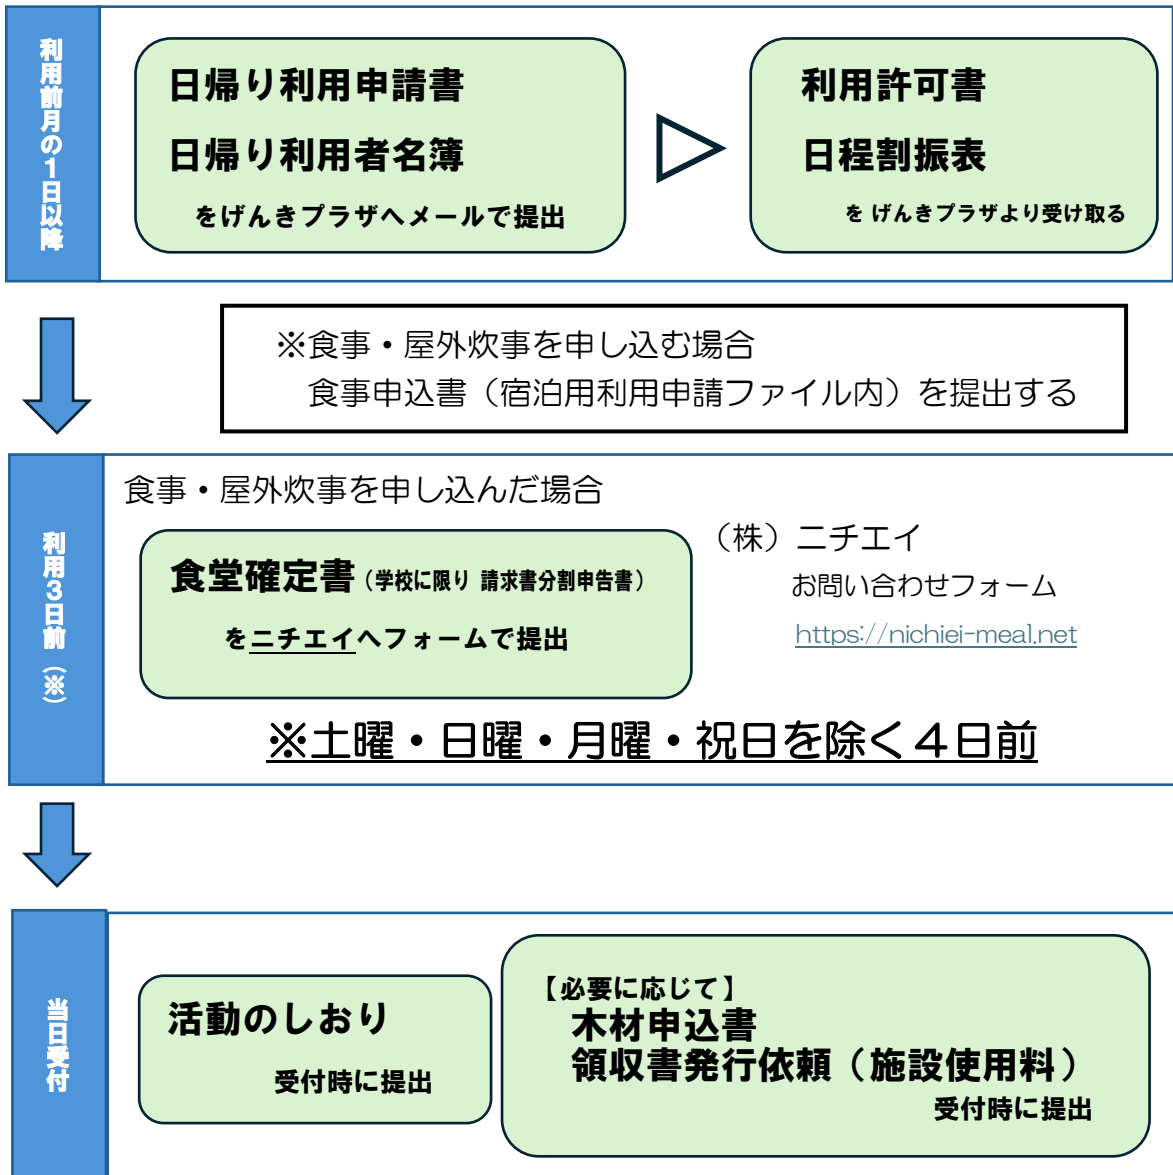 利用前月の1日以降
日帰り利用申請書
日帰り利用者名簿
をげんきプラザへメールで提出
利用許可書
日程割振表
を げんきプラザより受け取る
※食事・屋外炊事を申し込む場合
食事申込書（宿泊用利用申請ファイル内）を提出する
利用3日前（※）
食事・屋外炊事を申し込んだ場合
食堂確定書（学校に限り 請求書分割申告書）
をニチエイへフォームで提出
（株）ニチエイ
お問い合わせフォーム
https://nichiei-meal.net
※土曜・日曜・月曜・祝日を除く４日前
当日受付
活動のしおり
受付時に提出
【必要に応じて】
木材申込書
領収書発行依頼（施設使用料）
受付時に提出